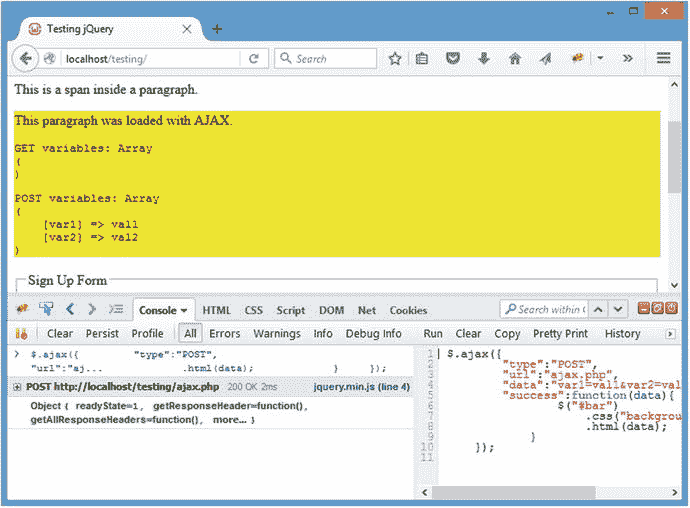 Testing jQuery
localhost/testing/
Search
This is a span inside a paragraph.
This paragraph was loaded with AJAX.
GET variables: Array
(
)
POST variables: Array
(
[var1] => val1
[var2] => val2
)
Sign Up Form
Console HTML CSS Script DOM Net Cookies
Search within
Clear Persist Profile All Errors Warnings Info Debug Info
Run Clear Copy Pretty Print History
> $.ajax({ "type":"POST",
"url":"aj... .html(data); } });
POST http://localhost/testing/ajax.php 200 OK 2ms jquery.min.js (line 4)
Object { readyState=1, getResponseHeader=function(),
getAllResponseHeaders=function(), more... }
1 $.ajax({
2 "type":"POST",
3 "url":"ajax.php",
4 "data":"var1=val1&var2=val
5 "success":function(data){
6 $("#bar")
7 .css("backgrou
8 .html(data);
9 }
10 });
11